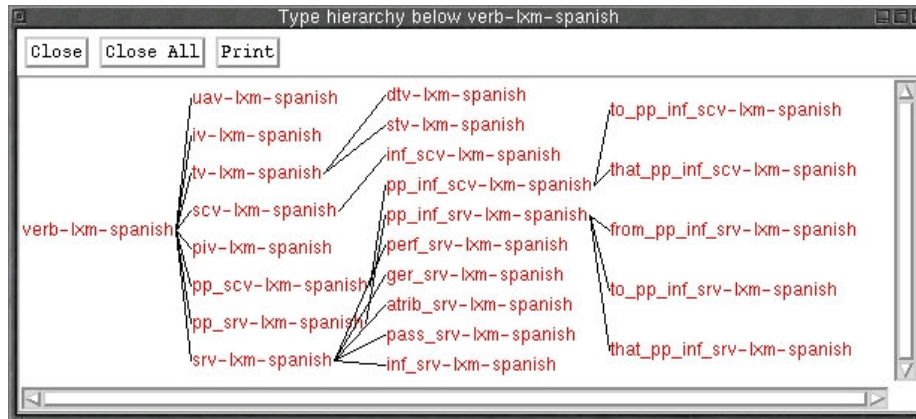 Type hierarchy below verb-lxm-spanish
Close Close All Print
verb-lxm-spanish
uav-lxm-spanish
iv-lxm-spanish
tv-lxm-spanish
scv-lxm-spanish
piv-lxm-spanish
pp_scv-lxm-spanish
pp_srv-lxm-spanish
srv-lxm-spanish
dtv-lxm-spanish
stv-lxm-spanish
inf_scv-lxm-spanish
pp_inf_scv-lxm-spanish
pp_inf_srv-lxm-spanish
perf_srv-lxm-spanish
ger_srv-lxm-spanish
atrib_srv-lxm-spanish
pass_srv-lxm-spanish
inf_srv-lxm-spanish
to_pp_inf_scv-lxm-spanish
that_pp_inf_scv-lxm-spanish
from_pp_inf_srv-lxm-spanish
to_pp_inf_srv-lxm-spanish
that_pp_inf_srv-lxm-spanish